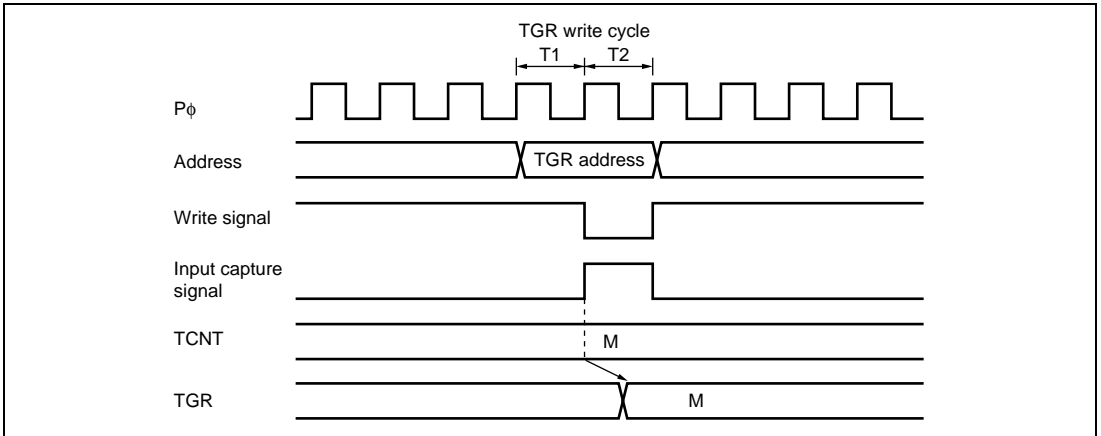 TGR write cycle
T1 T2
Pφ
Address TGR address
Write signal
Input capture
signal
TCNT M
TGR M